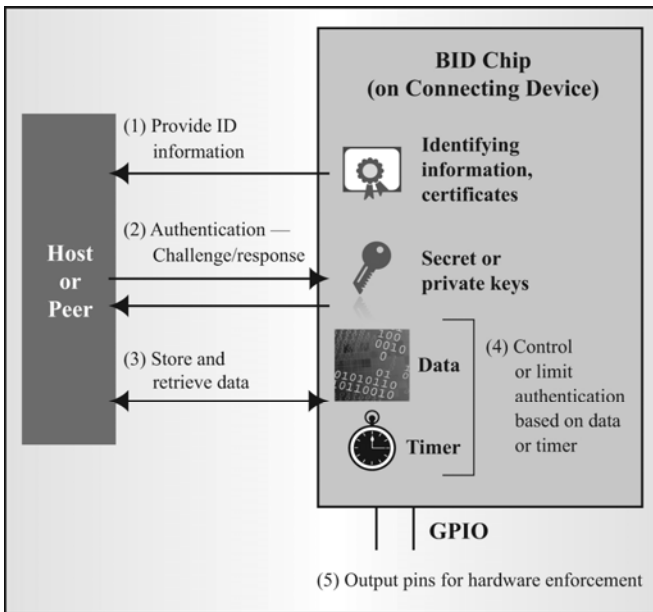 BID Chip
(on Connecting Device)
(1) Provide ID
information
Identifying
information,
certificates
(2) Authentication —
Challenge/response
Host
or
Peer
Secret or
private keys
(3) Store and
retrieve data
Data
Timer
(4) Control
or limit
authentication
based on data
or timer
GPIO
(5) Output pins for hardware enforcement